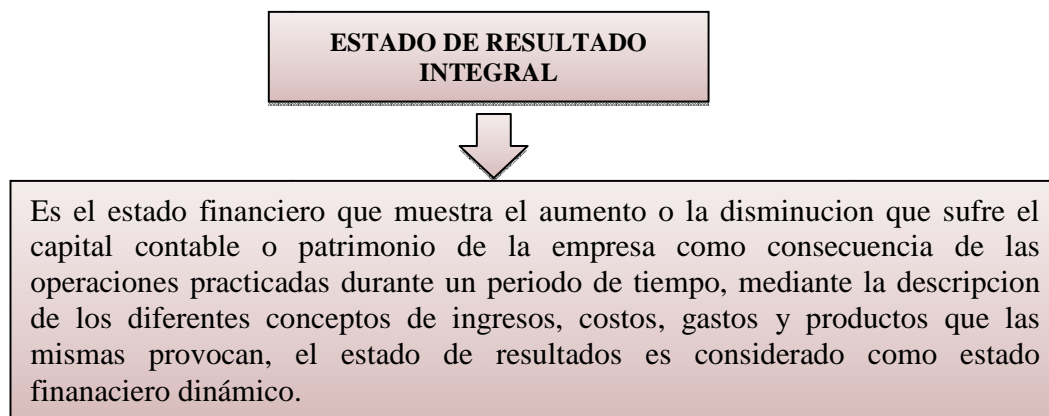 ESTADO DE RESULTADO
INTEGRAL
Es el estado financiero que muestra el aumento o la disminucion que sufre el
capital contable o patrimonio de la empresa como consecuencia de las
operaciones practicadas durante un periodo de tiempo, mediante la descripcion
de los diferentes conceptos de ingresos, costos, gastos y productos que las
mismas provocan, el estado de resultados es considerado como estado
finanaciero dinámico.